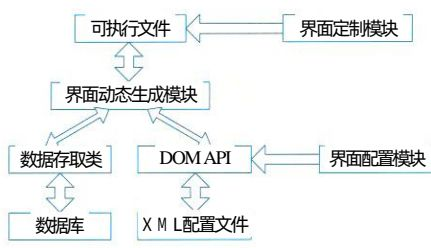 可执行文件 界面定制模块
界面动态生成模块
数据存取类 DOM API 界面配置模块
数据库 XML配置文件